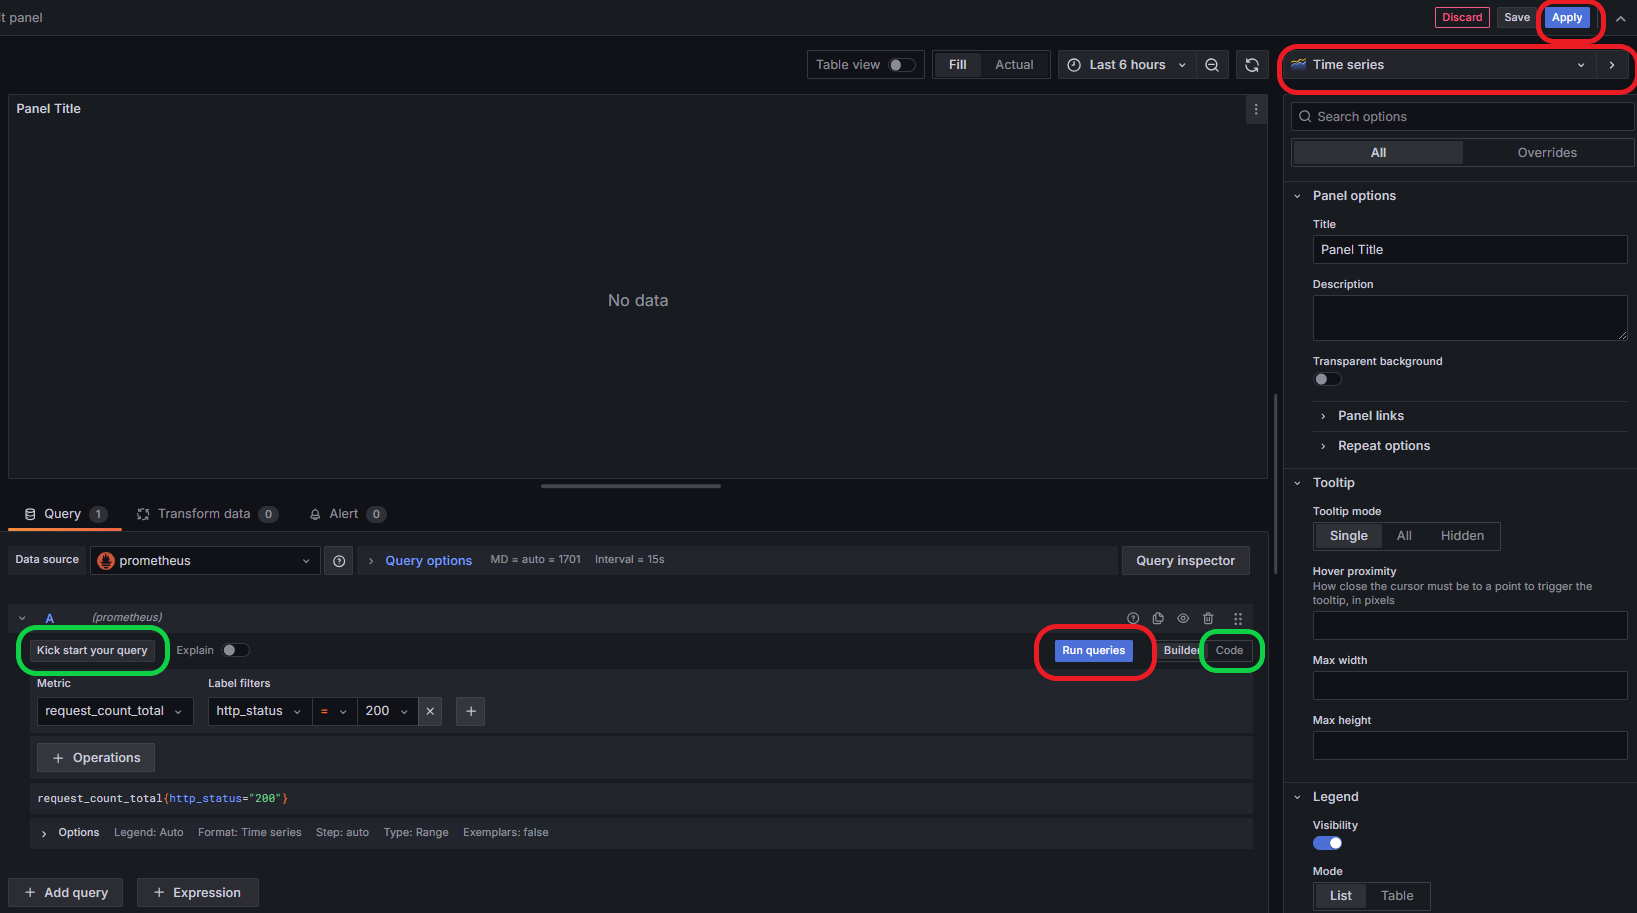 t panel
Discard
Save
Apply
Table view
Fill
Actual
Last 6 hours
Time series
Panel Title
No data
Search options
All
Overrides
Panel options
Title
Panel Title
Description
Transparent background
Panel links
Repeat options
Tooltip
Tooltip mode
Single
All
Hidden
Hover proximity
How close the cursor must be to a point to trigger the
tooltip, in pixels
Max width
Max height
Legend
Visibility
Mode
List
Table
Query 1
Transform data 0
Alert 0
Data source
prometheus
Query options
MD = auto = 1701
Interval = 15s
Query inspector
A
(prometheus)
Kick start your query
Explain
Run queries
Builder
Code
Metric
Label filters
request_count_total
http_status
=
200
+ Operations
request_count_total{http_status="200"}
Options
Legend: Auto
Format: Time series
Step: auto
Type: Range
Exemplars: false
+ Add query
+ Expression